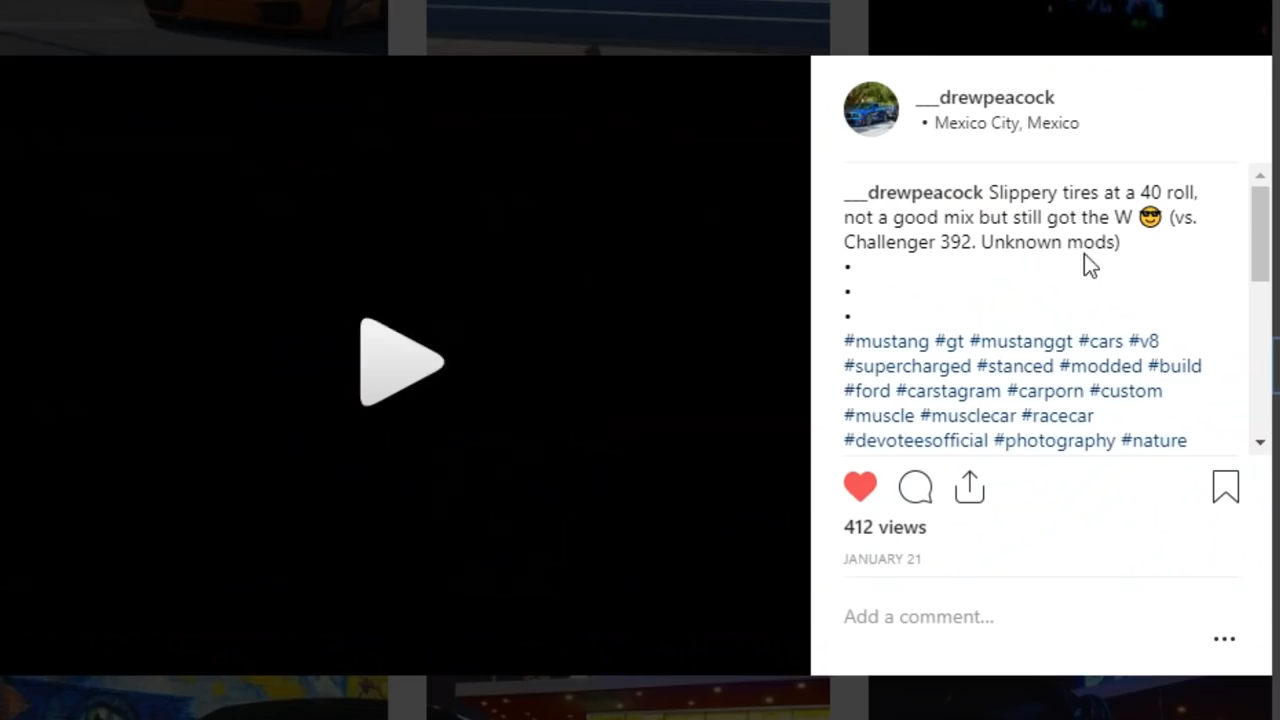 ___drewpeacock
• Mexico City, Mexico
___drewpeacock Slippery tires at a 40 roll,
not a good mix but still got the W 😎 (vs.
Challenger 392. Unknown mods)
•
•
•
#mustang #gt #mustanggt #cars #v8
#supercharged #stanced #modded #build
#ford #carstagram #carporn #custom
#muscle #musclecar #racecar
#devoteesofficial #photography #nature
412 views
JANUARY 21
Add a comment...